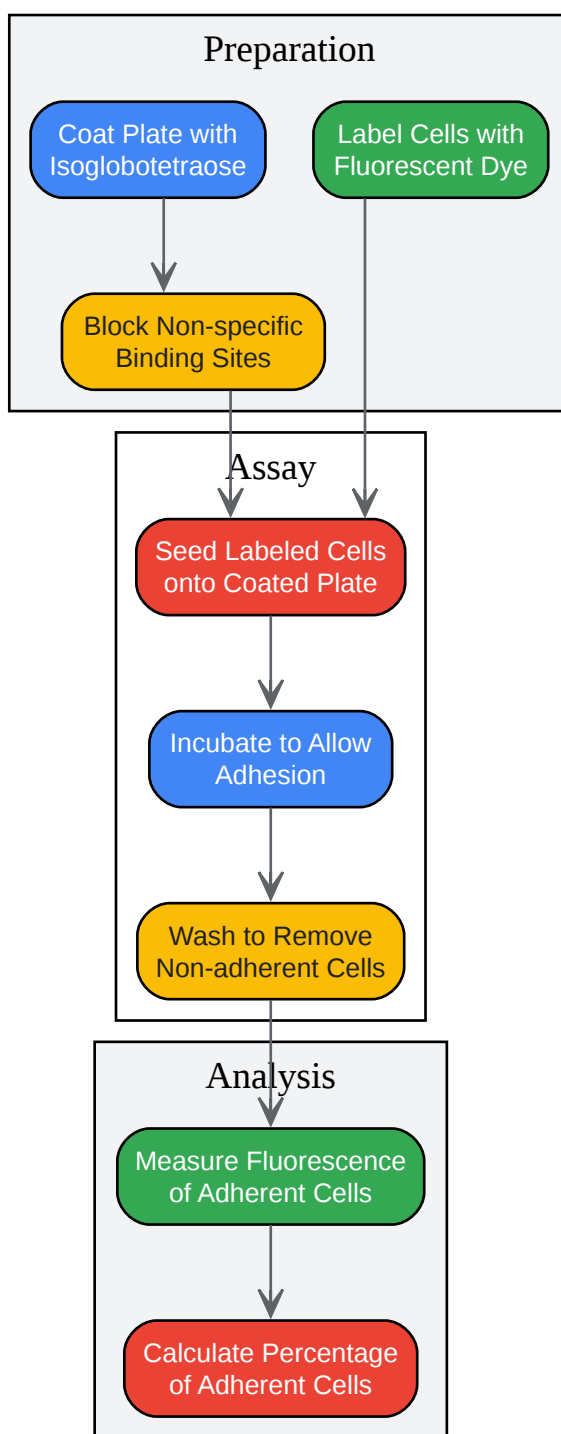 Preparation
Coat Plate with
Isoglobotetraose
Label Cells with
Fluorescent Dye
Block Non-specific
Binding Sites
Assay
Seed Labeled Cells
onto Coated Plate
Incubate to Allow
Adhesion
Wash to Remove
Non-adherent Cells
Analysis
Measure Fluorescence
of Adherent Cells
Calculate Percentage
of Adherent Cells